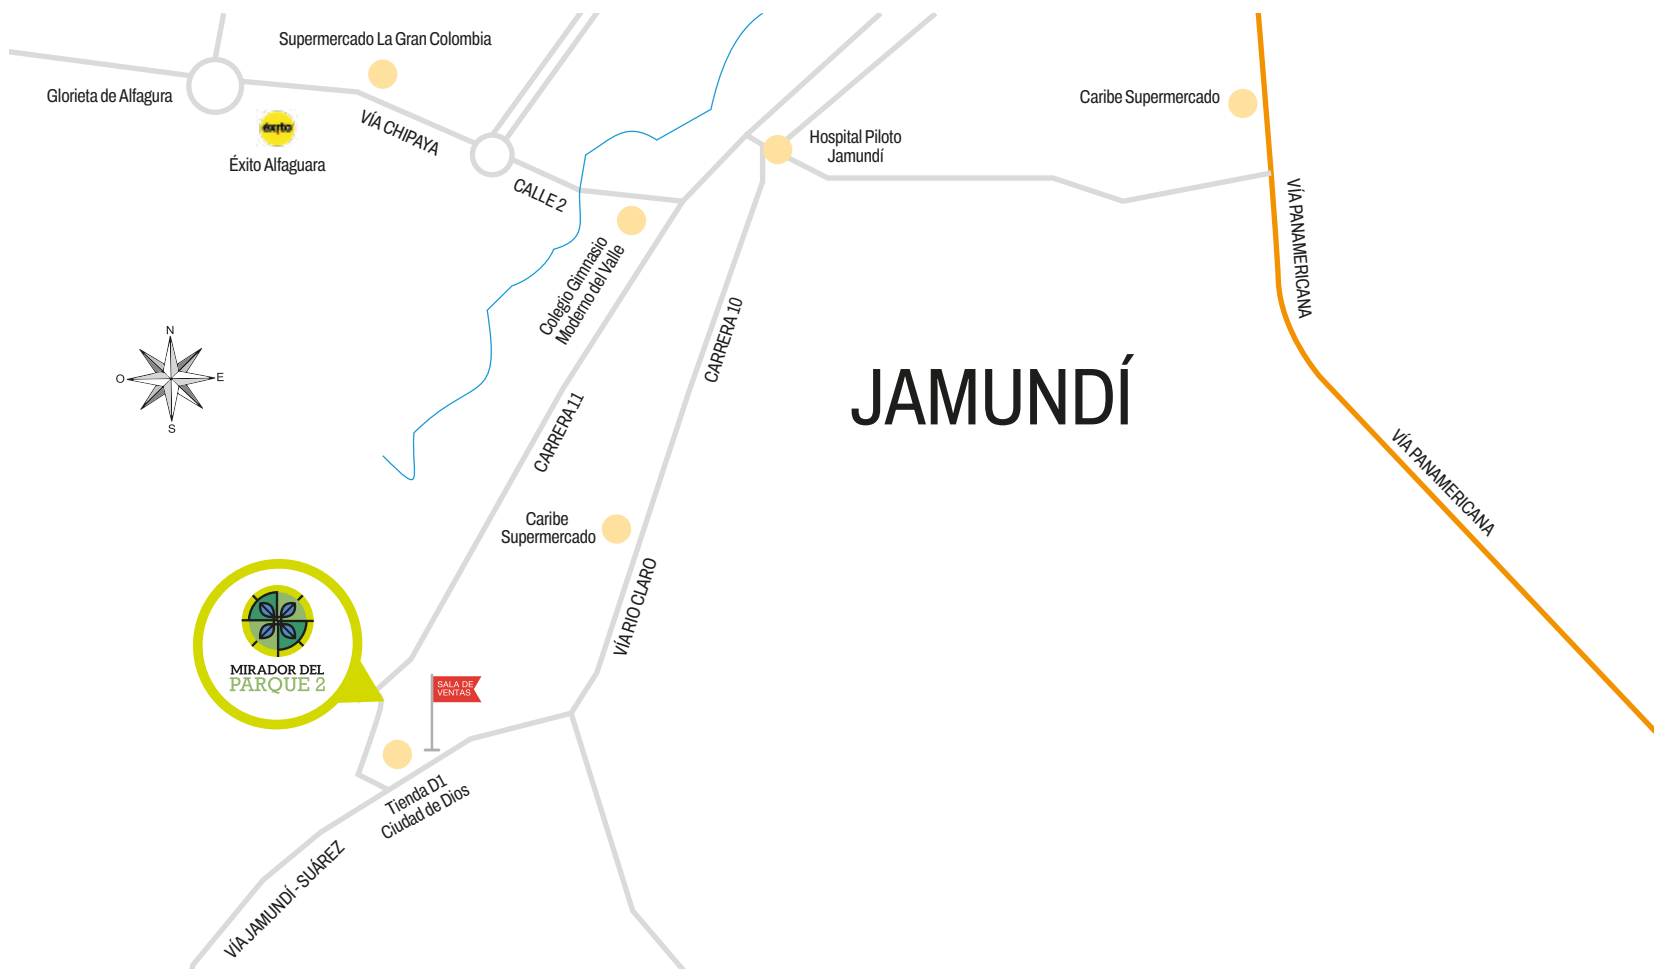 Supermercado La Gran Colombia
Glorieta de Alfagura
éxito
Éxito Alfaguara
VÍA CHIPAYA
CALLE 2
Hospital Piloto
Jamundí
Caribe Supermercado
VÍA PANAMERICANA
Colegio Gimnasio
Moderno del Valle
CARRERA 10
N
O
E
S
JAMUNDÍ
CARRERA 11
VÍA PANAMERICANA
Caribe
Supermercado
VÍA RIO CLARO
MIRADOR DEL
PARQUE 2
SALA DE
VENTAS
Tienda D1
Ciudad de Dios
VÍA JAMUNDÍ - SUÁREZ